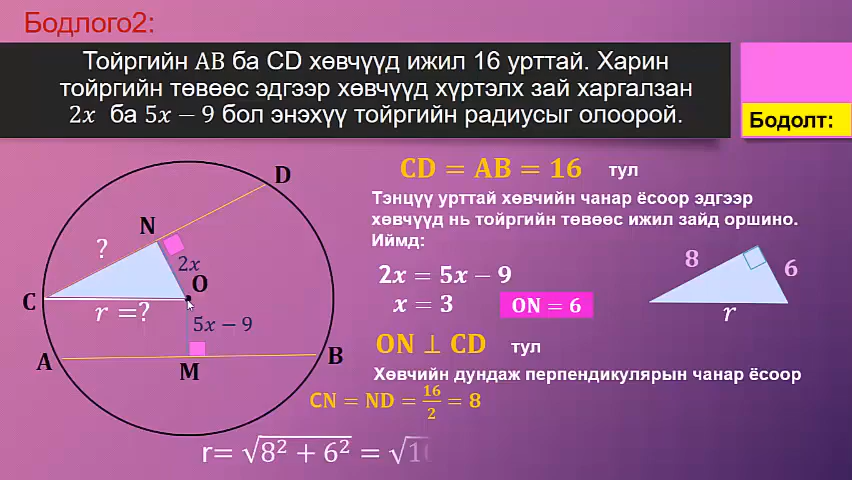 Бодлого2:
Тойргийн AB ба CD хөвчүүд ижил 16 урттай. Харин
тойргийн төвөөс эдгээр хөвчүүд хүртэлх зай харгалзан
2x ба 5x − 9 бол энэхүү тойргийн радиусыг олоорой.
Бодолт:
CD = AB = 16 тул
Тэнцүү урттай хөвчийн чанар ёсоор эдгээр
хөвчүүд нь тойргийн төвөөс ижил зайд оршино.
Иймд:
2x = 5x − 9
x = 3
ON = 6
8
6
r
D
N
?
2x
O
C
r =?
5x − 9
A
B
M
ON ⊥ CD тул
Хөвчийн дундаж перпендикулярын чанар ёсоор
CN = ND = 16/2 = 8
r= √(8² + 6²) = √10